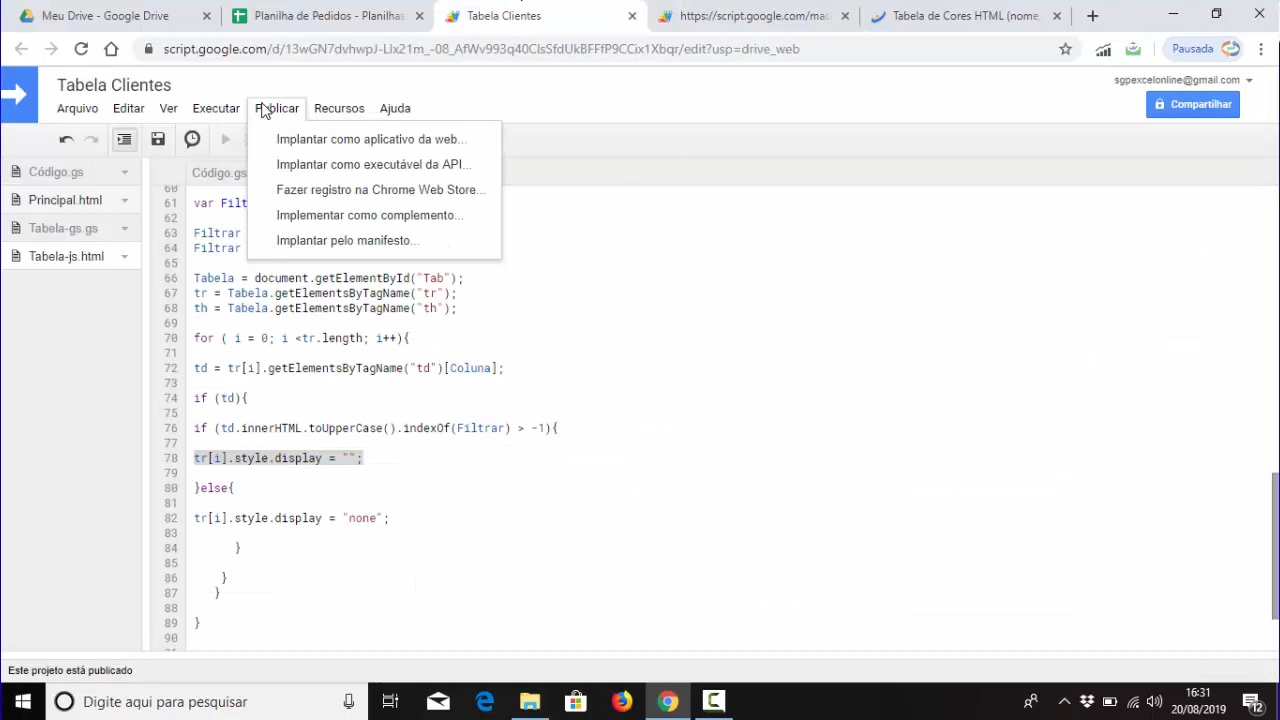 Meu Drive - Google Drive
Planilha de Pedidos - Planilhas
Tabela Clientes
https://script.google.com/mac
Tabela de Cores HTML (nome,
script.google.com/d/13wGN7dvhwpJ-Llx21m_-08_AfWv993q40ClsSfdUkBFFfP9CCix1Xbqr/edit?usp=drive_web
Pausada
Tabela Clientes
sgpexcelonline@gmail.com
Arquivo Editar Ver Executar Publicar Recursos Ajuda
Compartilhar
Implantar como aplicativo da web...
Implantar como executável da API...
Fazer registro na Chrome Web Store...
Implementar como complemento...
Implantar pelo manifesto...
Código.gs
Principal.html
Tabela-gs.gs
Tabela-js.html
Código.gs
60
61 var Filt
62
63 Filtrar
64 Filtrar
65
66 Tabela = document.getElementById("Tab");
67 tr = Tabela.getElementsByTagName("tr");
68 th = Tabela.getElementsByTagName("th");
69
70 for ( i = 0; i <tr.length; i++){
71
72 td = tr[i].getElementsByTagName("td")[Coluna];
73
74 if (td){
75
76 if (td.innerHTML.toUpperCase().indexOf(Filtrar) > -1){
77
78 tr[i].style.display = "";
79
80 }else{
81
82 tr[i].style.display = "none";
83
84 }
85
86 }
87 }
88
89 }
90
Este projeto está publicado
Digite aqui para pesquisar
16:31
20/08/2019
12